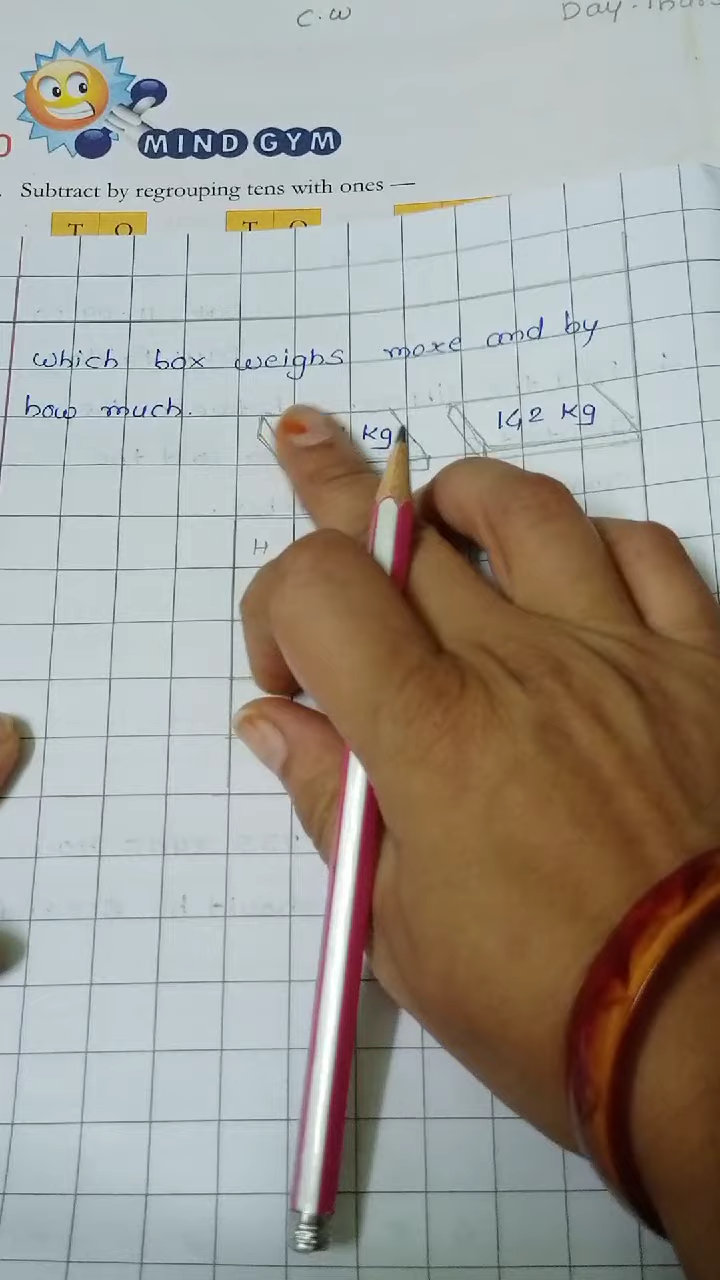 C.W
MIND GYM
Subtract by regrouping tens with ones —
T O T O
which box weighs more and by
how much.
kg 142 kg
H